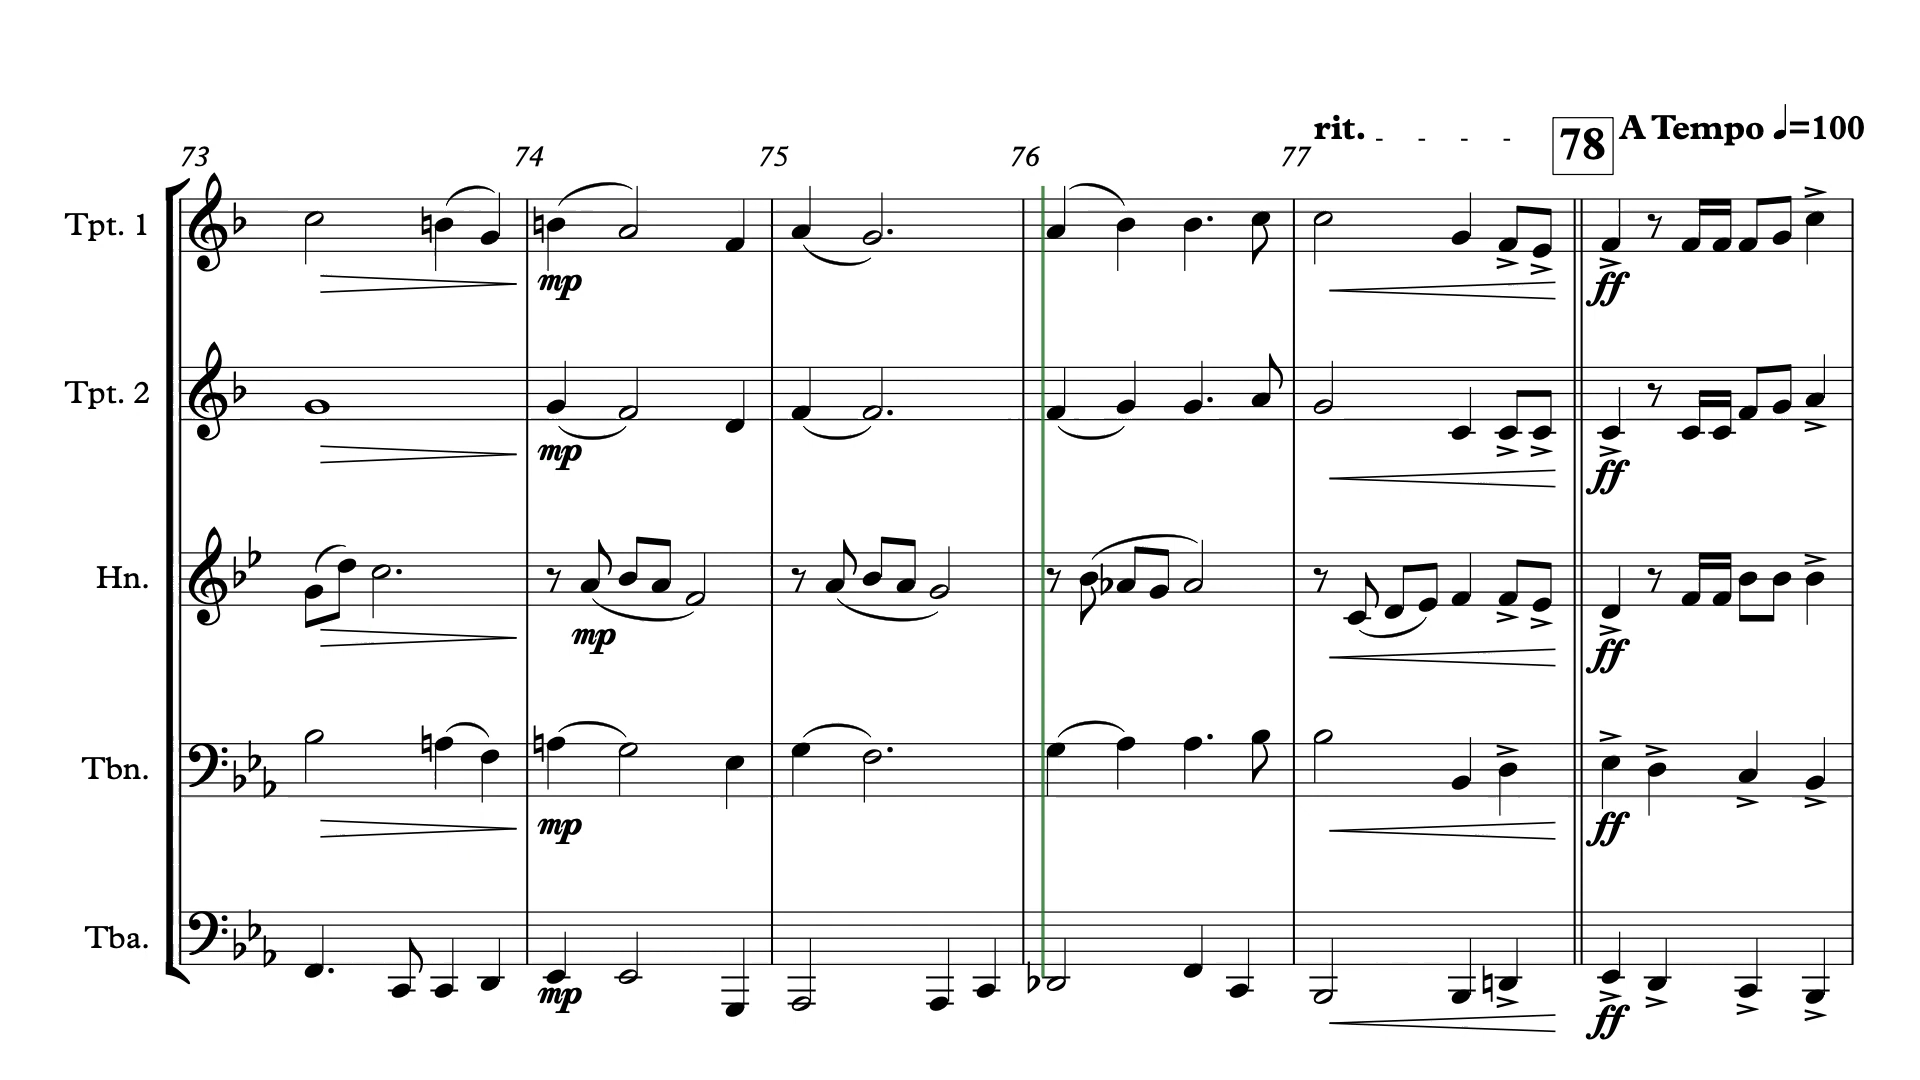 rit. - - - - 78 A Tempo ♩=100
73 74 75 76 77
Tpt. 1
mp ff
Tpt. 2
mp ff
Hn.
mp ff
Tbn.
mp ff
Tba.
mp ff